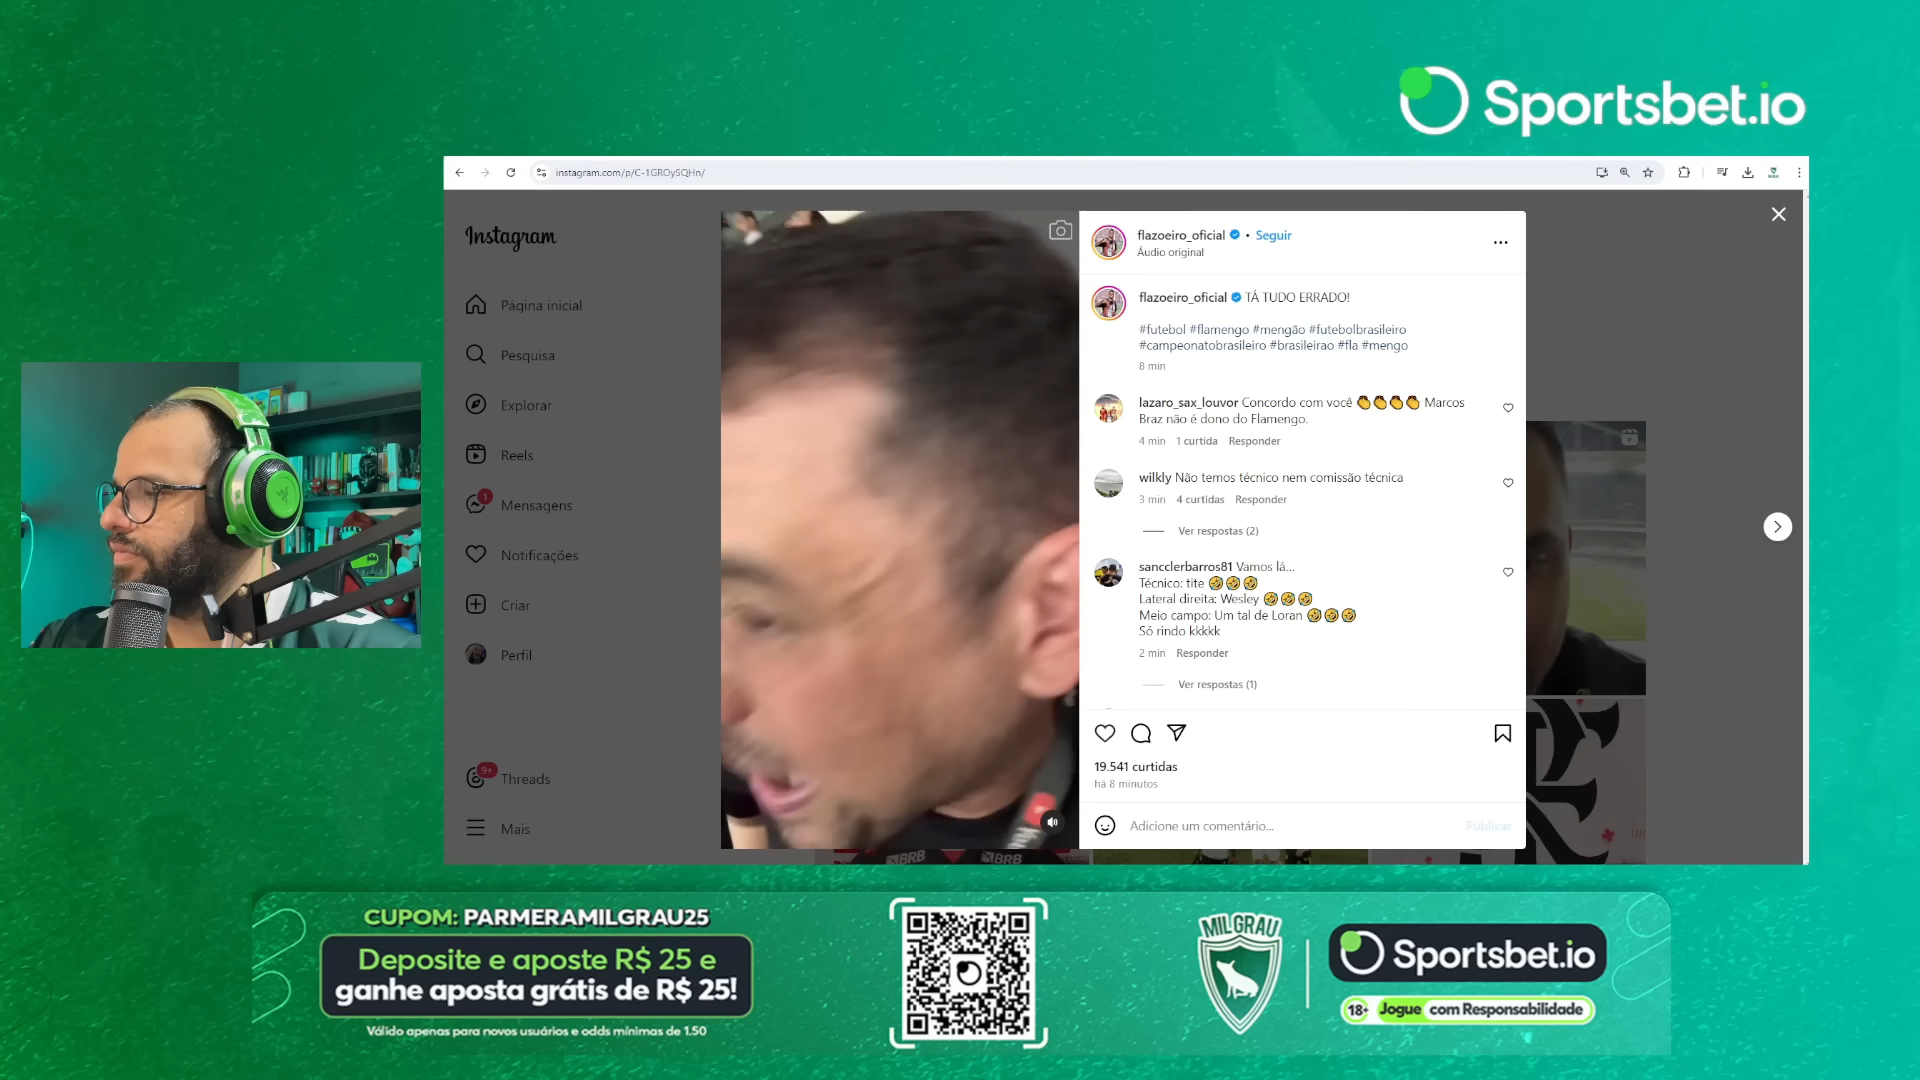 Sportsbet.io
instagram.com/p/C-1GROySQHn/
Instagram
Página inicial
Pesquisa
Explorar
Reels
1
Mensagens
Notificações
Criar
Perfil
9+
Threads
Mais
flazoeiro_oficial • Seguir
Áudio original
flazoeiro_oficial TÁ TUDO ERRADO!
#futebol #flamengo #mengão #futebolbrasileiro
#campeonatobrasileiro #brasileirao #fla #mengo
8 min
lazaro_sax_louvor Concordo com você 👏👏👏👏 Marcos
Braz não é dono do Flamengo.
4 min 1 curtida Responder
wilkly Não temos técnico nem comissão técnica
3 min 4 curtidas Responder
Ver respostas (2)
sancclerbarros81 Vamos lá...
Técnico: tite 🤣🤣🤣
Lateral direita: Wesley 🤣🤣🤣
Meio campo: Um tal de Loran 🤣🤣🤣
Só rindo kkkkk
2 min Responder
Ver respostas (1)
19.541 curtidas
há 8 minutos
Adicione um comentário...
Publicar
BRB
BRB
CUPOM: PARMERAMILGRAU25
Deposite e aposte R$ 25 e
ganhe aposta grátis de R$ 25!
Válido apenas para novos usuários e odds mínimas de 1.50
MILGRAU
Sportsbet.io
18+ Jogue com Responsabilidade